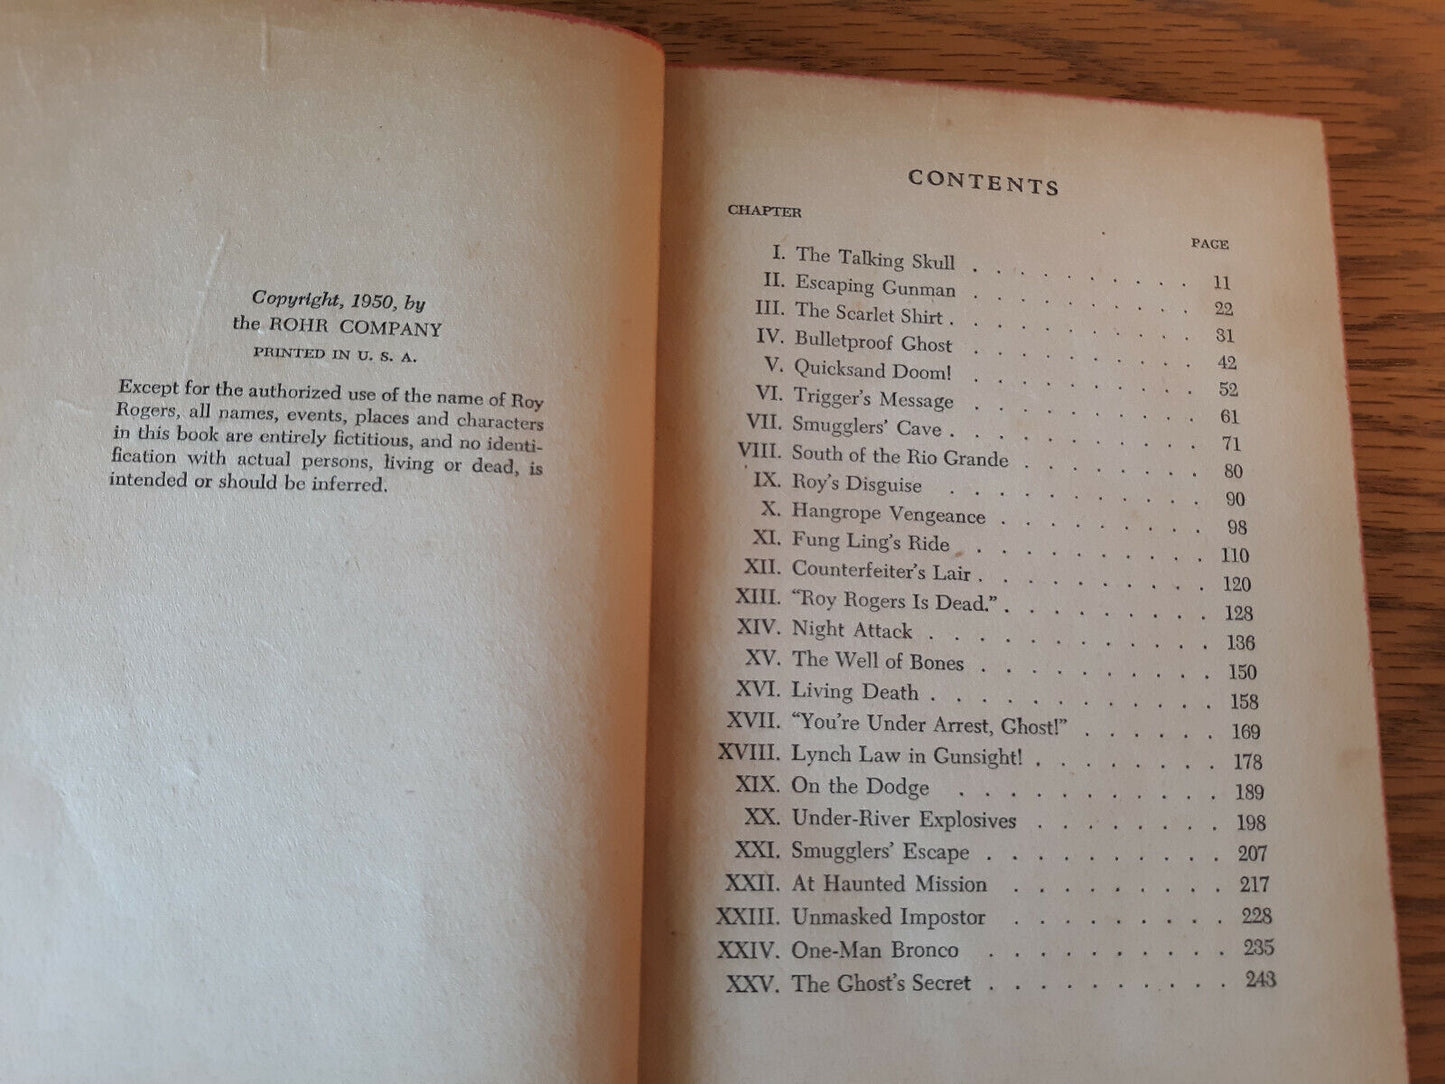 Copyright, 1950, by
the ROHR COMPANY
PRINTED IN U. S. A.
Except for the authorized use of the name of Roy
Rogers, all names, events, places and characters
in this book are entirely fictitious, and no identi-
fication with actual persons, living or dead, is
intended or should be inferred.
CONTENTS
CHAPTER
PAGE
I. The Talking Skull . . . . . . . . . . 11
II. Escaping Gunman . . . . . . . . . . 22
III. The Scarlet Shirt . . . . . . . . . . . 31
IV. Bulletproof Ghost . . . . . . . . . . 42
V. Quicksand Doom! . . . . . . . . . . 52
VI. Trigger's Message . . . . . . . . . . 61
VII. Smugglers' Cave . . . . . . . . . . . 71
VIII. South of the Rio Grande . . . . . . . . 80
IX. Roy's Disguise . . . . . . . . . . . 90
X. Hangrope Vengeance . . . . . . . . . 98
XI. Fung Ling's Ride . . . . . . . . . . 110
XII. Counterfeiter's Lair . . . . . . . . . . 120
XIII. “Roy Rogers Is Dead.” . . . . . . . . . 128
XIV. Night Attack . . . . . . . . . . . . 136
XV. The Well of Bones . . . . . . . . . . 150
XVI. Living Death . . . . . . . . . . . . 158
XVII. “You're Under Arrest, Ghost!” . . . . . . 169
XVIII. Lynch Law in Gunsight! . . . . . . . . 178
XIX. On the Dodge . . . . . . . . . . . 189
XX. Under-River Explosives . . . . . . . . 198
XXI. Smugglers' Escape . . . . . . . . . . 207
XXII. At Haunted Mission . . . . . . . . . 217
XXIII. Unmasked Impostor . . . . . . . . . 228
XXIV. One-Man Bronco . . . . . . . . . . 235
XXV. The Ghost's Secret . . . . . . . . . . 243